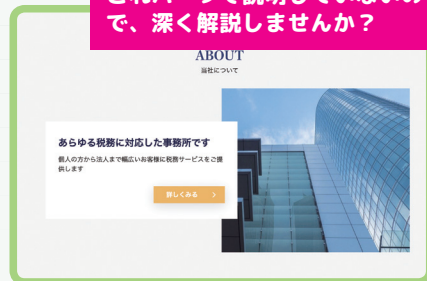 で、深く解説しませんか？
ABOUT
当社について
あらゆる税務に対応した事務所です
個人の方から法人まで幅広いお客様に税務サービスをご提
供します
詳しくみる >